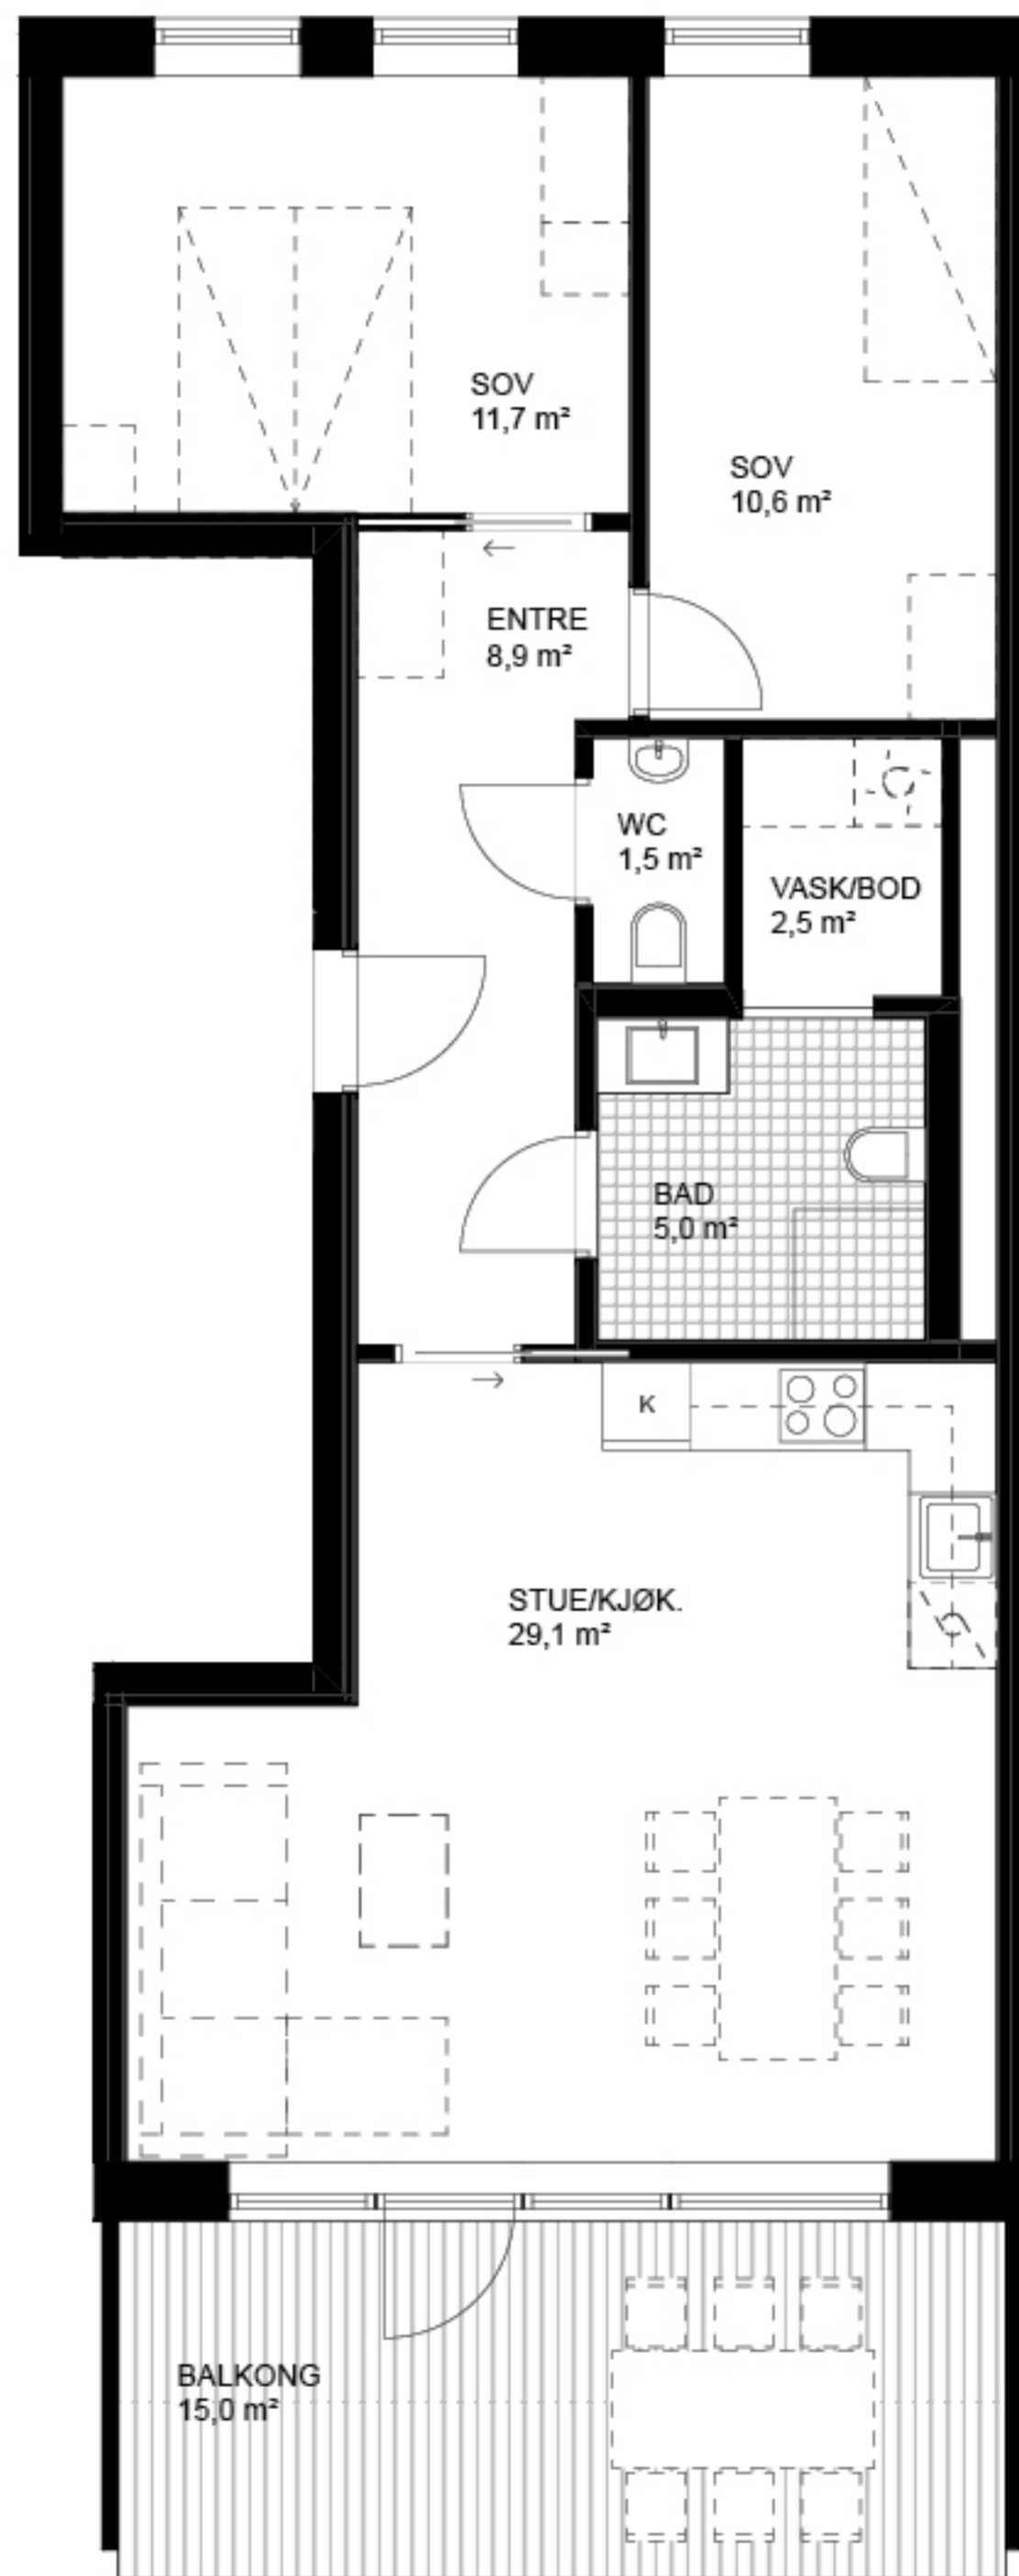 SOV
11,7 m²
SOV
10,6 m²
ENTRE
8,9 m²
WC
1,5 m²
VASK/BOD
2,5 m²
BAD
5,0 m²
K
STUE/KJØK.
29,1 m²
BALKONG
15,0 m²